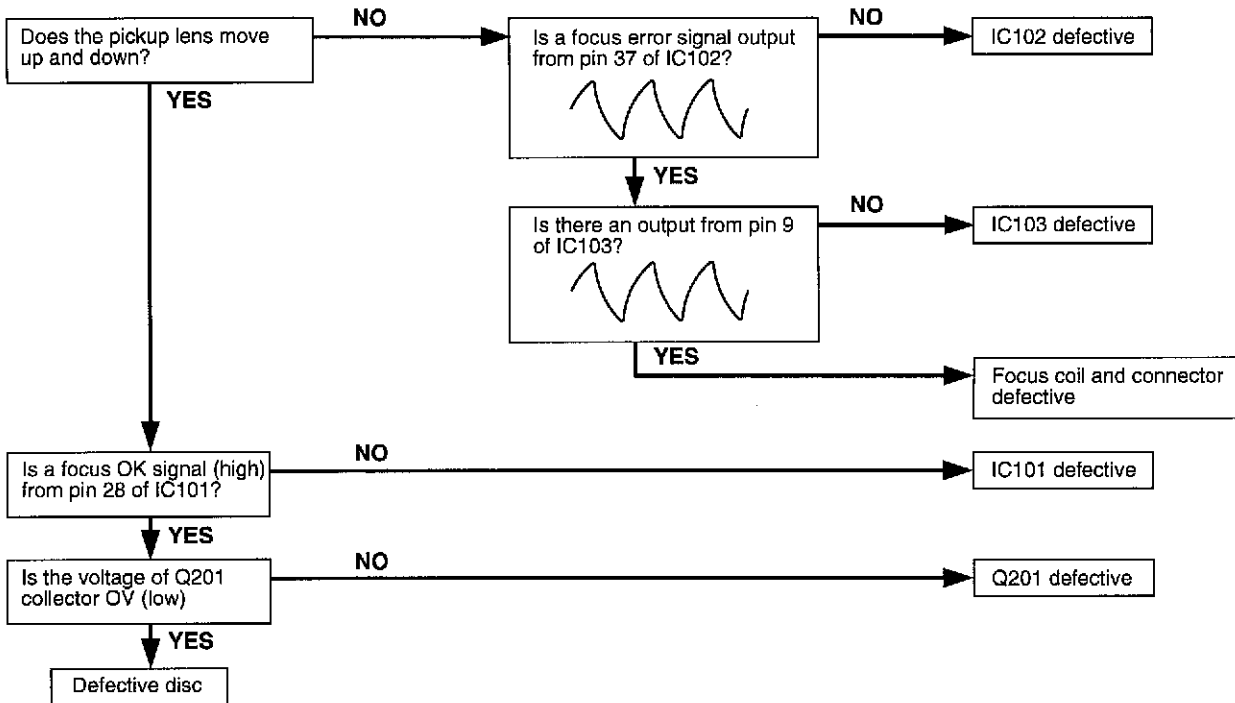 Does the pickup lens move
up and down?
NO
Is a focus error signal output
from pin 37 of IC102?
NO
IC102 defective
YES
YES
Is there an output from pin 9
of IC103?
NO
IC103 defective
YES
Focus coil and connector
defective
Is a focus OK signal (high)
from pin 28 of IC101?
NO
IC101 defective
YES
Is the voltage of Q201
collector OV (low)
NO
Q201 defective
YES
Defective disc